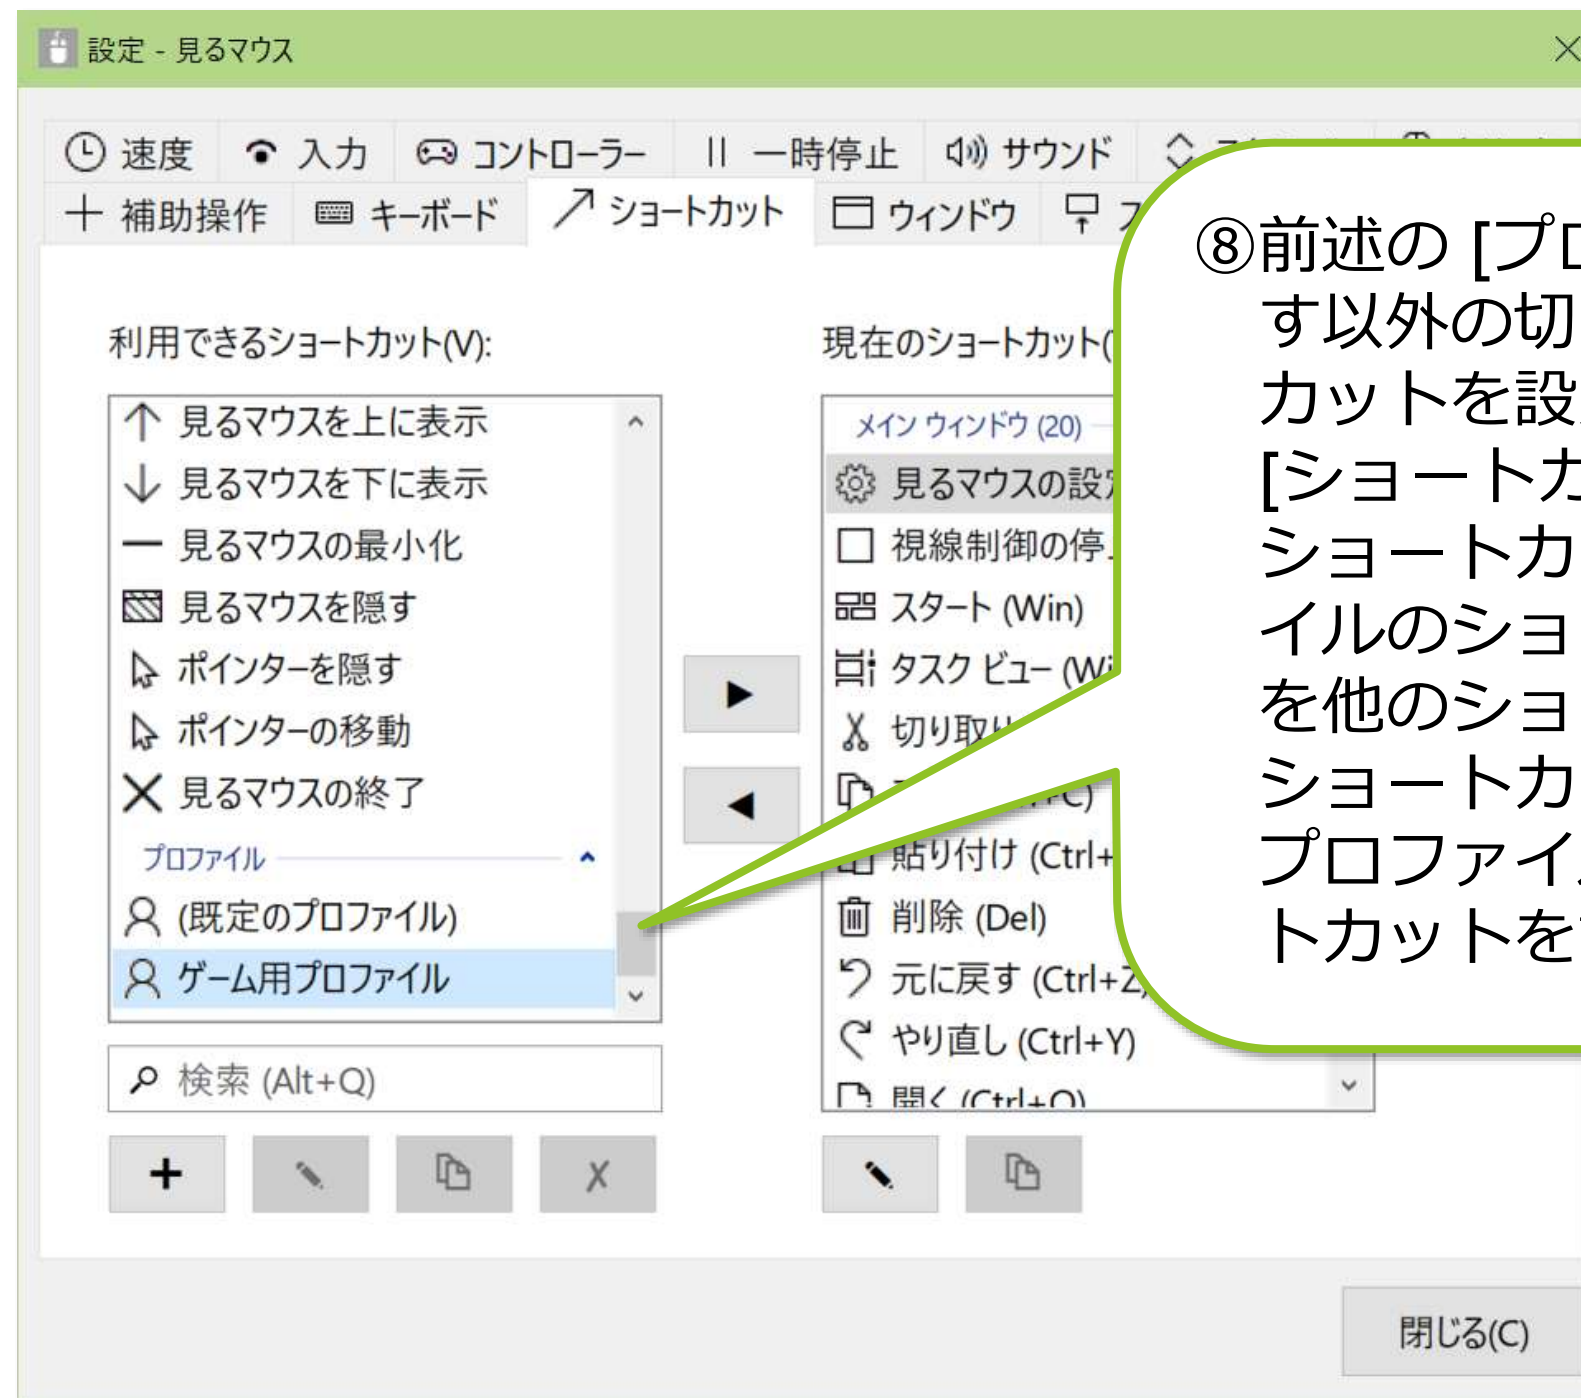 設定 - 見るマウス
速度 入力 コントローラー 一時停止 サウンド
補助操作 キーボード ショートカット ウィンドウ
利用できるショートカット(V):
見るマウスを上に表示
見るマウスを下に表示
見るマウスの最小化
見るマウスを隠す
ポインターを隠す
ポインターの移動
見るマウスの終了
プロファイル
(既定のプロファイル)
ゲーム用プロファイル
検索 (Alt+Q)
現在のショートカット(
メイン ウィンドウ (20)
見るマウスの設定
視線制御の停
スタート (Win)
タスク ビュー (Wi
切り取り
貼り付け (Ctrl+
削除 (Del)
元に戻す (Ctrl+Z)
やり直し (Ctrl+Y)
開く (Ctrl+O)
⑧前述の [プロ
す以外の切
カットを設
[ショートカ
ショートカ
イルのショ
を他のショ
ショートカ
プロファイ
トカットを
閉じる(C)